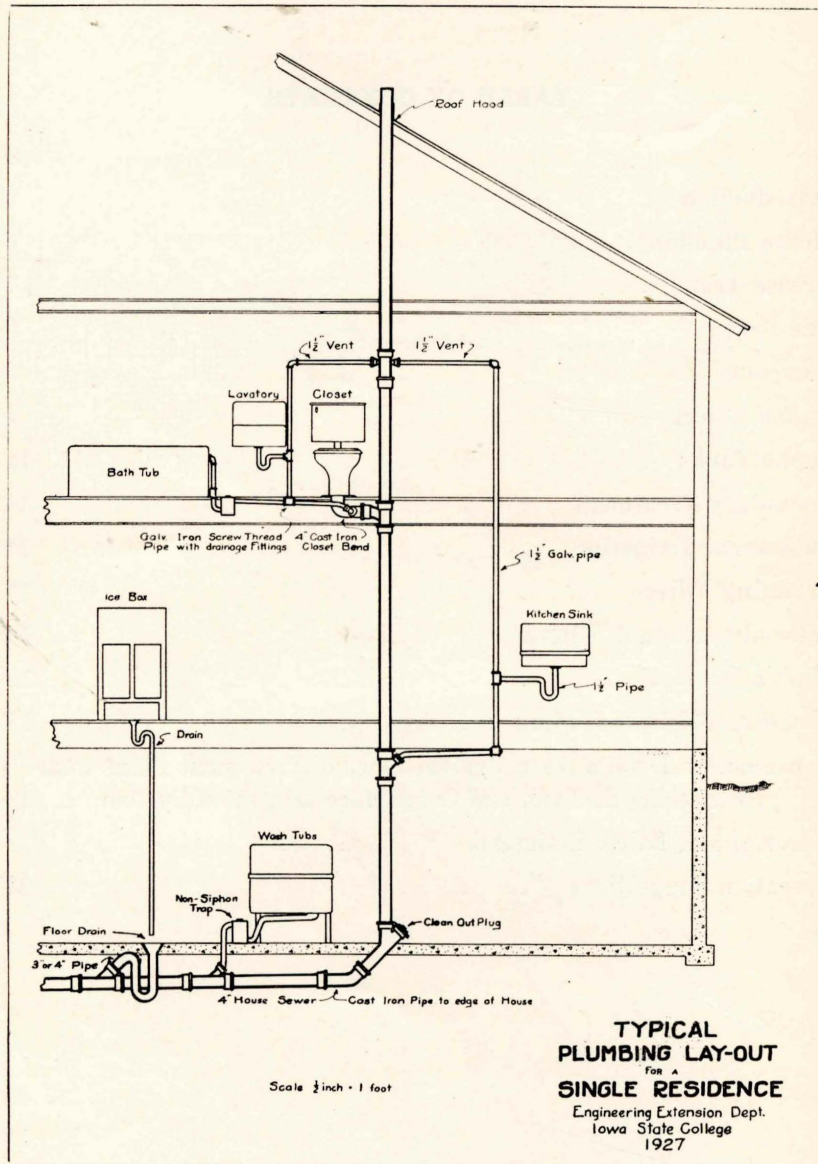 Roof Hood
1½" Vent
1½" Vent
Lavatory
Closet
Bath Tub
Galv. Iron Screw Thread
Pipe with drainage Fittings
4" Cast Iron
Closet Bend
1½" Galv. pipe
Ice Box
Kitchen Sink
1½" Pipe
Drain
Wash Tubs
Non-Siphon
Trap
Clean Out Plug
Floor Drain
3" or 4" Pipe
4" House Sewer
Cast Iron Pipe to edge of House
TYPICAL
PLUMBING LAY-OUT
FOR A
SINGLE RESIDENCE
Engineering Extension Dept.
Iowa State College
1927
Scale ½ inch = 1 foot